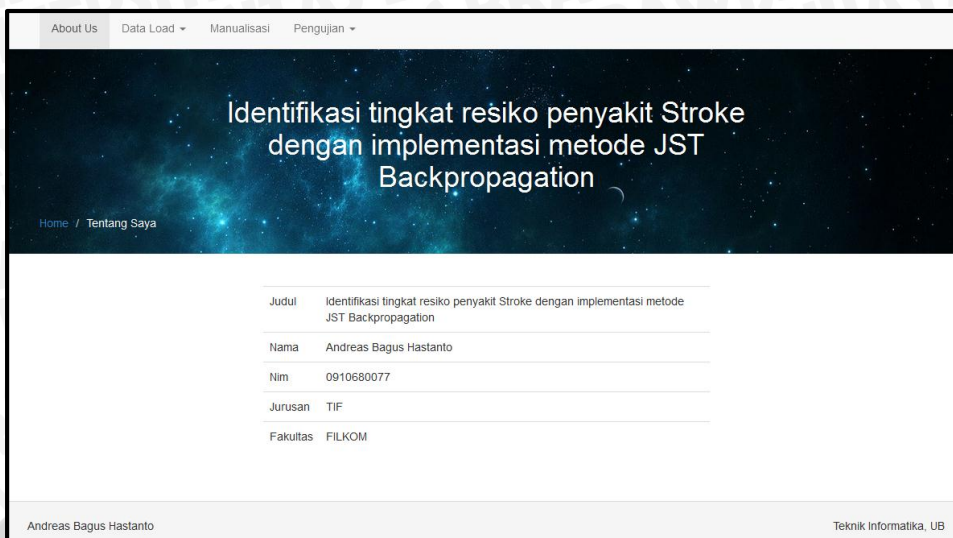 About Us Data Load Manualisasi Pengujian
Identifikasi tingkat resiko penyakit Stroke
dengan implementasi metode JST
Backpropagation
Home / Tentang Saya
Judul Identifikasi tingkat resiko penyakit Stroke dengan implementasi metode
JST Backpropagation
Nama Andreas Bagus Hastanto
Nim 0910680077
Jurusan TIF
Fakultas FILKOM
Andreas Bagus Hastanto Teknik Informatika, UB